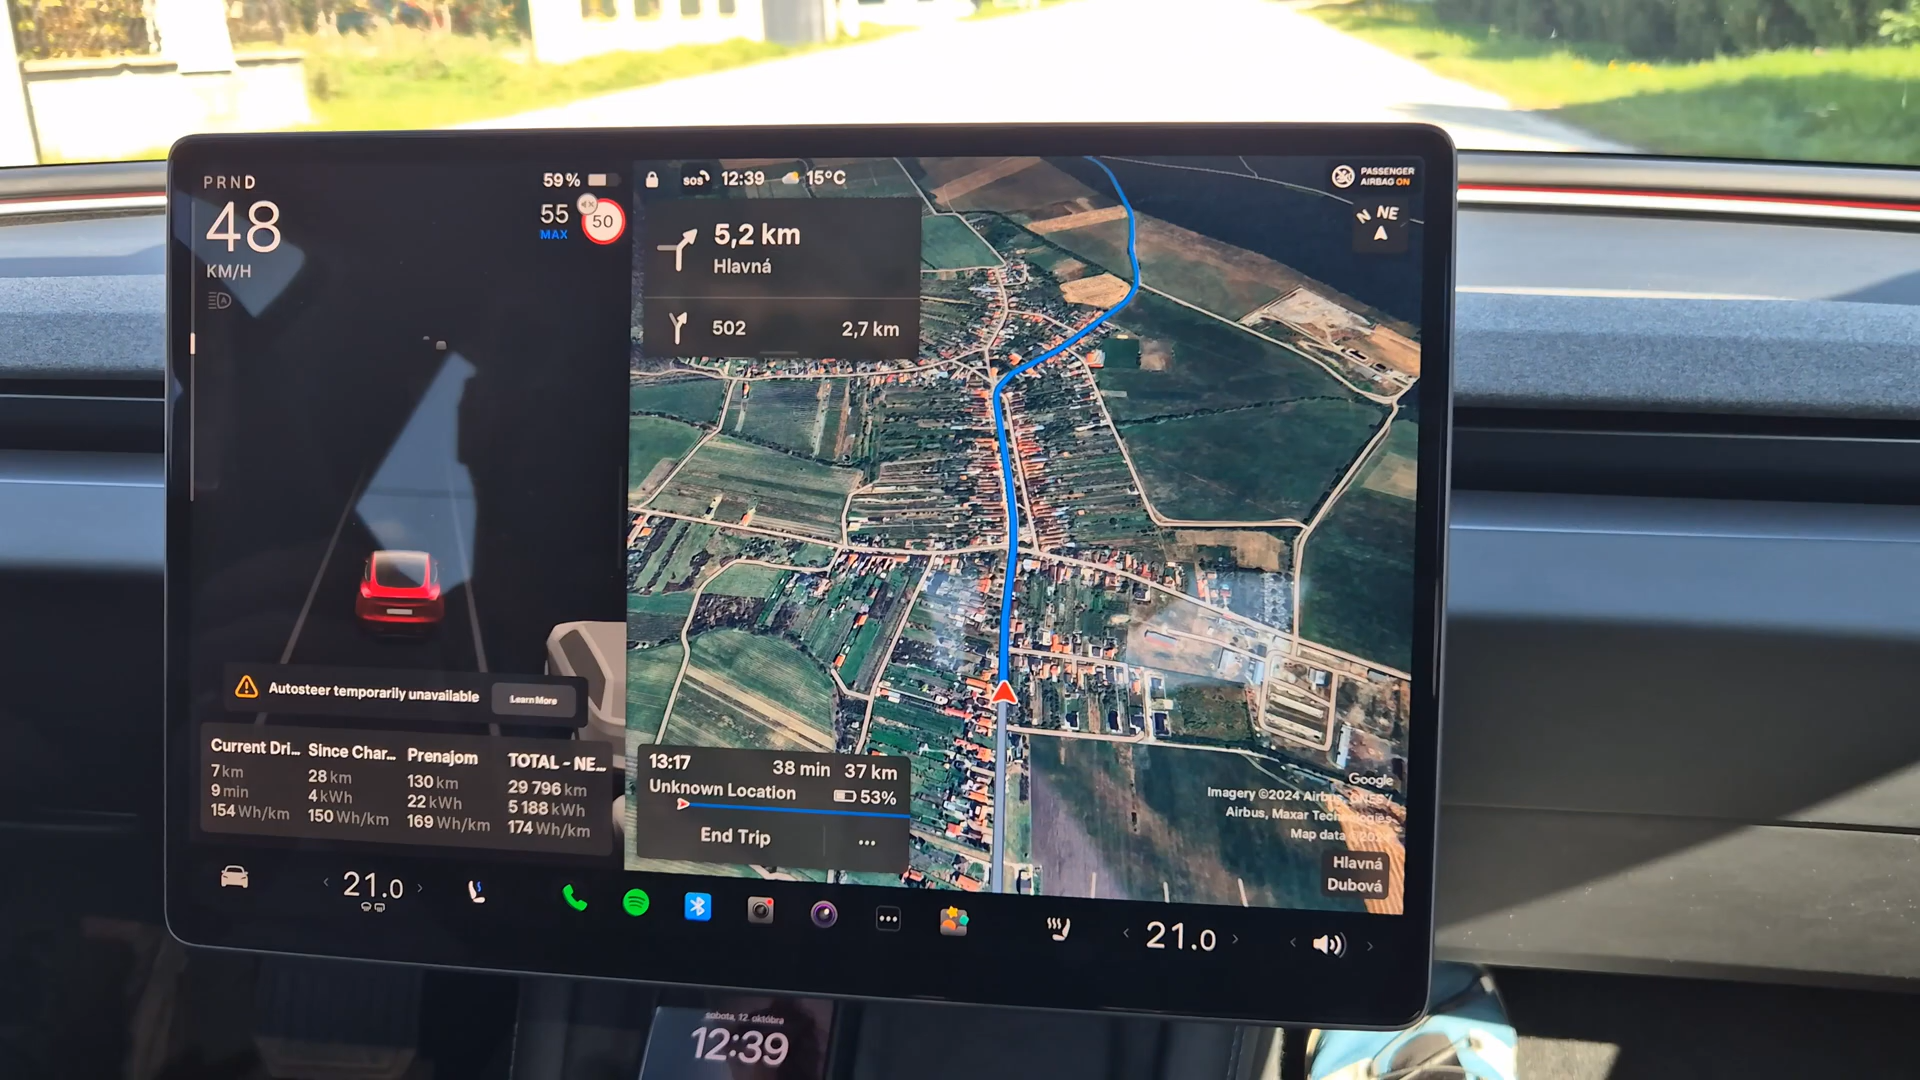 PRND
48
KM/H
59 %
55
MAX
50
SOS
12:39
15°C
PASSENGER
AIRBAG ON
N NE
5,2 km
Hlavná
502 2,7 km
Autosteer temporarily unavailable
Learn More
Current Dri...
7 km
9 min
154 Wh/km
Since Char...
28 km
4 kWh
150 Wh/km
Prenajom
130 km
22 kWh
169 Wh/km
TOTAL - NE...
29 796 km
5 188 kWh
174 Wh/km
13:17 38 min 37 km
Unknown Location 53%
End Trip
Google
Imagery ©2024 Airbus,
Airbus, Maxar Technologies
Map data
Hlavná
Dubová
21.0
21.0
sobota, 12. októbra
12:39